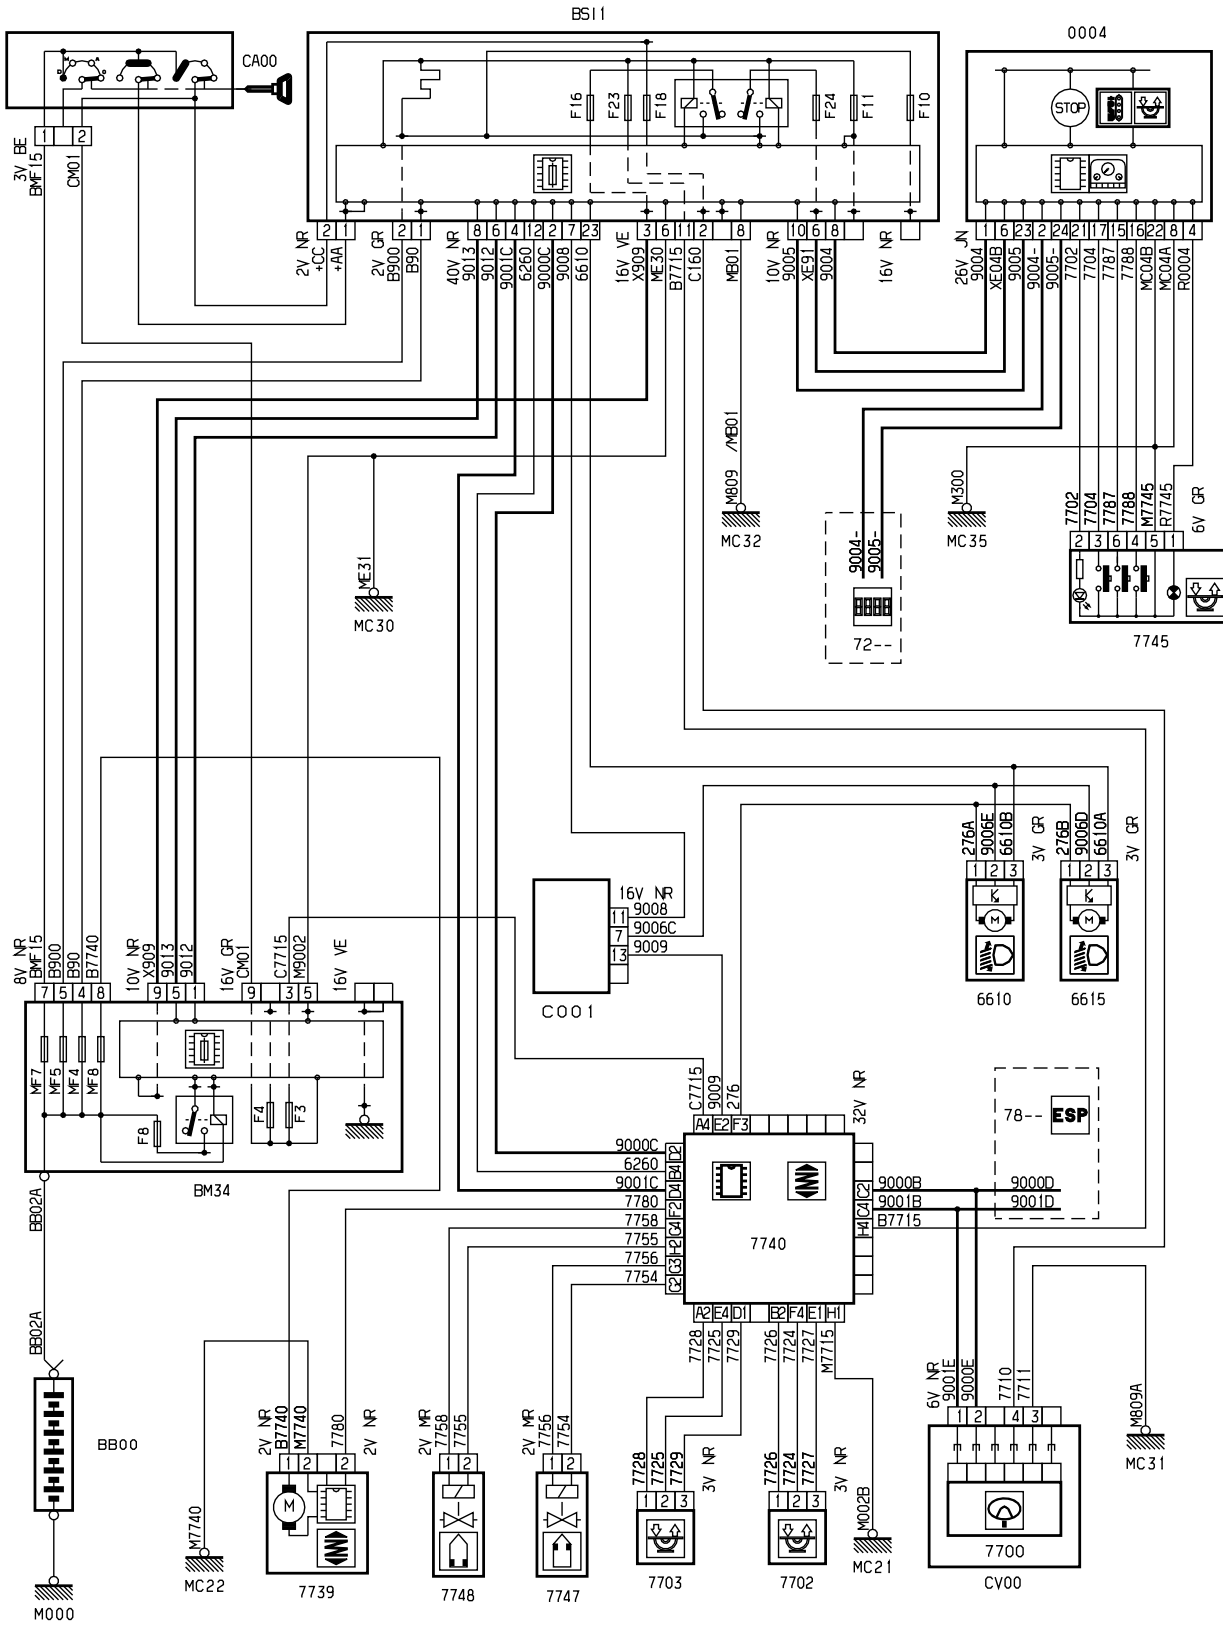 BSI1
0004
CA00
STOP
F16
F23
F18
F24
F11
F10
3V BE
1 2
BMF15
CM01
2V NR
2 1
+CC
+AA
2V GR
2 1
B900
B90
40V NR
8 6 4 12 2 7 23
9013
9012
9001C
6260
9000C
9008
6610
16V VE
3 6 11 2 8
X909
ME30
B7715
C160
MB01
10V NR
10 6 8
9005
XE91
9004
16V NR
26V JN
1 6 23 2 24 21 17 15 16 22 8 4
9004
XE04B
9005
9004-
9005-
7702
7704
7787
7788
MC04B
MC04A
R0004
M809 /MB01
MC32
M300
MC35
ME31
MC30
9004-
9005-
72--
7702
7704
7787
7788
M7745
R7745
6V GR
2 3 6 4 5 1
7745
276A
9006E
6610B
3V GR
1 2 3
M
6610
276B
9006D
6610A
3V GR
1 2 3
M
6615
16V NR
11 9008
7 9006C
13 9009
C001
8V NR
BMF15
B900
B90
B7740
7 5 4 8
10V NR
X909
9013
9012
9 5 1
16V GR
CM01
C7715
M9002
9 3 5
16V VE
MF7
MF5
MF4
MF8
F8
F4
F3
BM34
BB02A
BB02A
BB00
M000
C7715
9009
276
32V NR
A4 E2 F3
9000C D2
6260 B4
9001C D4
7780 F2
7758 G4
7755 H2
7756 G3
7754 G2
7740
C2 9000B 9000D
C4 9001B 9001D
H4 B7715
78-- ESP
A2 E4 D1 B2 F4 E1 H1
7728
7725
7729
7726
7724
7727
M7715
M7740
MC22
2V NR
B7740
M7740
7780
2V NR
1 2 2
M
7739
2V MR
7758
7755
1 2
7748
2V MR
7756
7754
1 2
7747
7728
7725
7729
3V NR
1 2 3
7703
7726
7724
7727
3V NR
1 2 3
7702
M002B
MC21
6V NR
9001E
9000E
7710
7711
1 2 4 3
7700
CV00
M809A
MC31